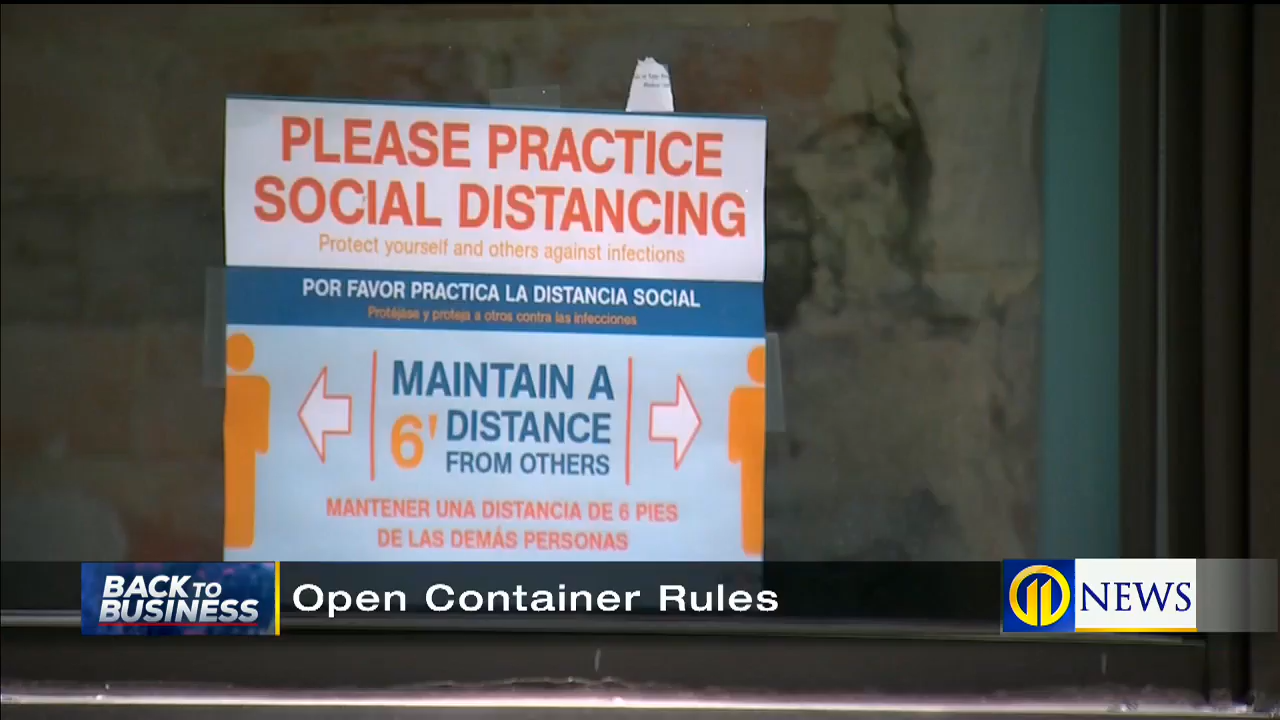 PLEASE PRACTICE
SOCIAL DISTANCING
Protect yourself and others against infections
POR FAVOR PRACTICA LA DISTANCIA SOCIAL
Protéjase y proteja a otros contra las infecciones
MAINTAIN A
6' DISTANCE
FROM OTHERS
MANTENER UNA DISTANCIA DE 6 PIES
DE LAS DEMÁS PERSONAS
BACK TO
BUSINESS
Open Container Rules
11 NEWS